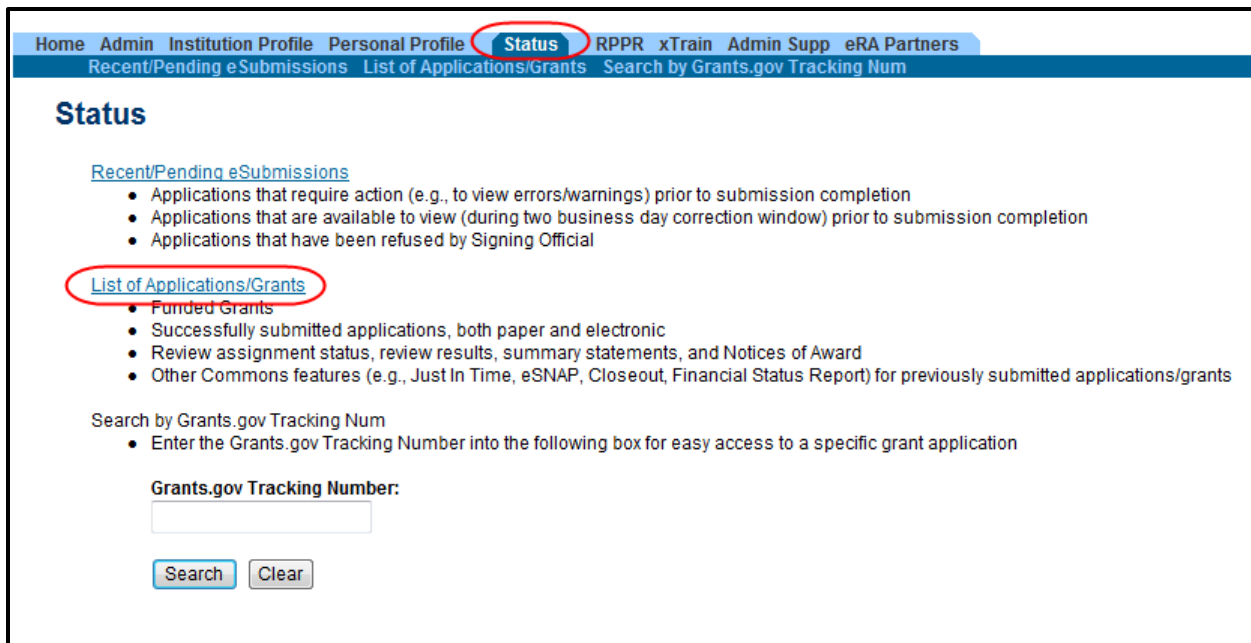 Home Admin Institution Profile Personal Profile Status RPPR xTrain Admin Supp eRA Partners
Recent/Pending eSubmissions List of Applications/Grants Search by Grants.gov Tracking Num
Status
Recent/Pending eSubmissions
• Applications that require action (e.g., to view errors/warnings) prior to submission completion
• Applications that are available to view (during two business day correction window) prior to submission completion
• Applications that have been refused by Signing Official
List of Applications/Grants
• Funded Grants
• Successfully submitted applications, both paper and electronic
• Review assignment status, review results, summary statements, and Notices of Award
• Other Commons features (e.g., Just In Time, eSNAP, Closeout, Financial Status Report) for previously submitted applications/grants
Search by Grants.gov Tracking Num
• Enter the Grants.gov Tracking Number into the following box for easy access to a specific grant application
Grants.gov Tracking Number:
Search Clear